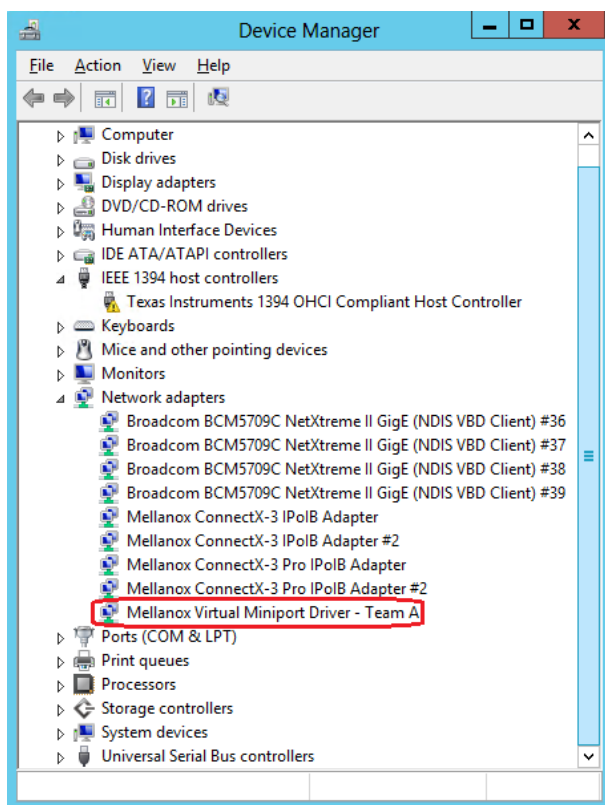 Device Manager
File Action View Help
Computer
Disk drives
Display adapters
DVD/CD-ROM drives
Human Interface Devices
IDE ATA/ATAPI controllers
IEEE 1394 host controllers
Texas Instruments 1394 OHCI Compliant Host Controller
Keyboards
Mice and other pointing devices
Monitors
Network adapters
Broadcom BCM5709C NetXtreme II GigE (NDIS VBD Client) #36
Broadcom BCM5709C NetXtreme II GigE (NDIS VBD Client) #37
Broadcom BCM5709C NetXtreme II GigE (NDIS VBD Client) #38
Broadcom BCM5709C NetXtreme II GigE (NDIS VBD Client) #39
Mellanox ConnectX-3 IPoIB Adapter
Mellanox ConnectX-3 IPoIB Adapter #2
Mellanox ConnectX-3 Pro IPoIB Adapter
Mellanox ConnectX-3 Pro IPoIB Adapter #2
Mellanox Virtual Miniport Driver - Team A
Ports (COM & LPT)
Print queues
Processors
Storage controllers
System devices
Universal Serial Bus controllers